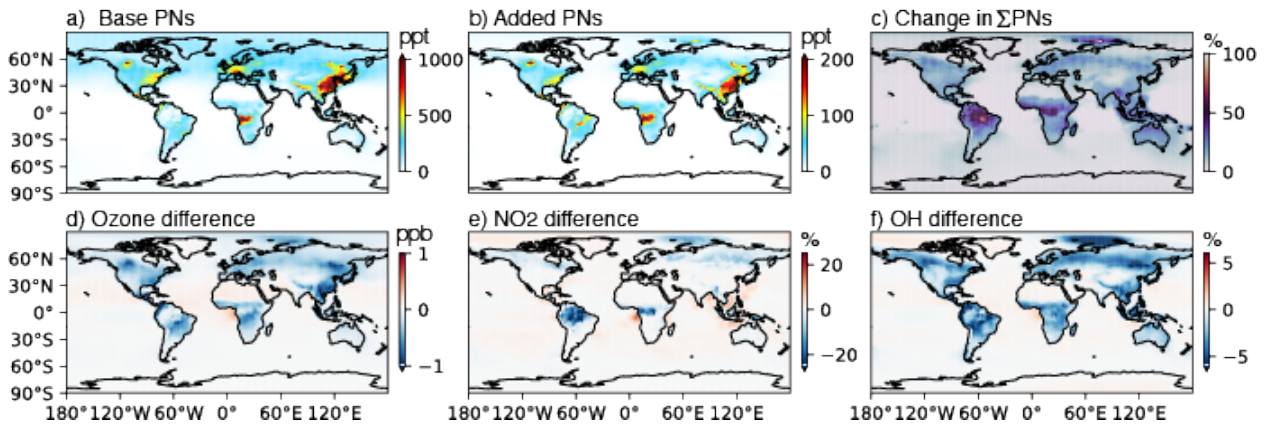 a) Base PNs
b) Added PNs
c) Change in ∑PNs
ppt
ppt
%
60°N
30°N
0°
30°S
60°S
90°S
1000
500
0
200
100
0
100
50
0
d) Ozone difference
e) NO2 difference
f) OH difference
ppb
%
%
60°N
30°N
0°
30°S
60°S
90°S
1
0
−1
20
0
−20
5
0
−5
180° 120°W 60°W 0° 60°E 120°E
180° 120°W 60°W 0° 60°E 120°E
180° 120°W 60°W 0° 60°E 120°E